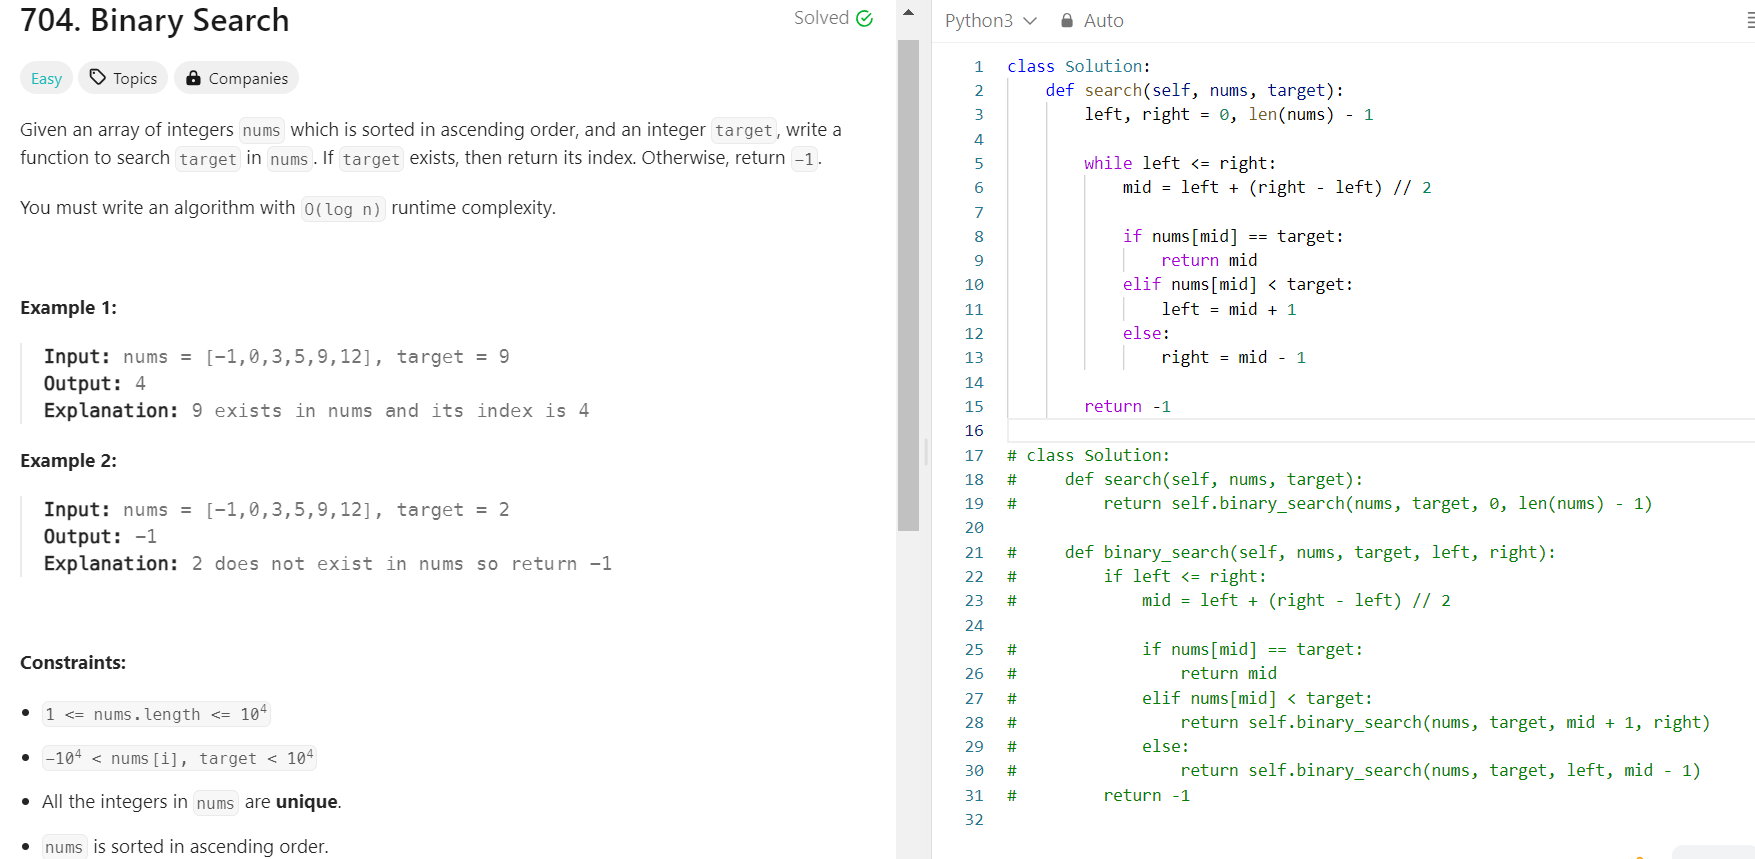 704. Binary Search
Solved
Easy
Topics
Companies
Given an array of integers nums which is sorted in ascending order, and an integer target, write a
function to search target in nums. If target exists, then return its index. Otherwise, return -1.
You must write an algorithm with O(log n) runtime complexity.
Example 1:
Input: nums = [-1,0,3,5,9,12], target = 9
Output: 4
Explanation: 9 exists in nums and its index is 4
Example 2:
Input: nums = [-1,0,3,5,9,12], target = 2
Output: -1
Explanation: 2 does not exist in nums so return -1
Constraints:
• 1 <= nums.length <= 10⁴
• -10⁴ < nums[i], target < 10⁴
• All the integers in nums are unique.
• nums is sorted in ascending order.
Python3
Auto
1 class Solution:
2     def search(self, nums, target):
3         left, right = 0, len(nums) - 1
4
5         while left <= right:
6             mid = left + (right - left) // 2
7
8             if nums[mid] == target:
9                 return mid
10             elif nums[mid] < target:
11                 left = mid + 1
12             else:
13                 right = mid - 1
14
15         return -1
16
17 # class Solution:
18 #     def search(self, nums, target):
19 #         return self.binary_search(nums, target, 0, len(nums) - 1)
20
21 #     def binary_search(self, nums, target, left, right):
22 #         if left <= right:
23 #             mid = left + (right - left) // 2
24
25 #             if nums[mid] == target:
26 #                 return mid
27 #             elif nums[mid] < target:
28 #                 return self.binary_search(nums, target, mid + 1, right)
29 #             else:
30 #                 return self.binary_search(nums, target, left, mid - 1)
31 #         return -1
32